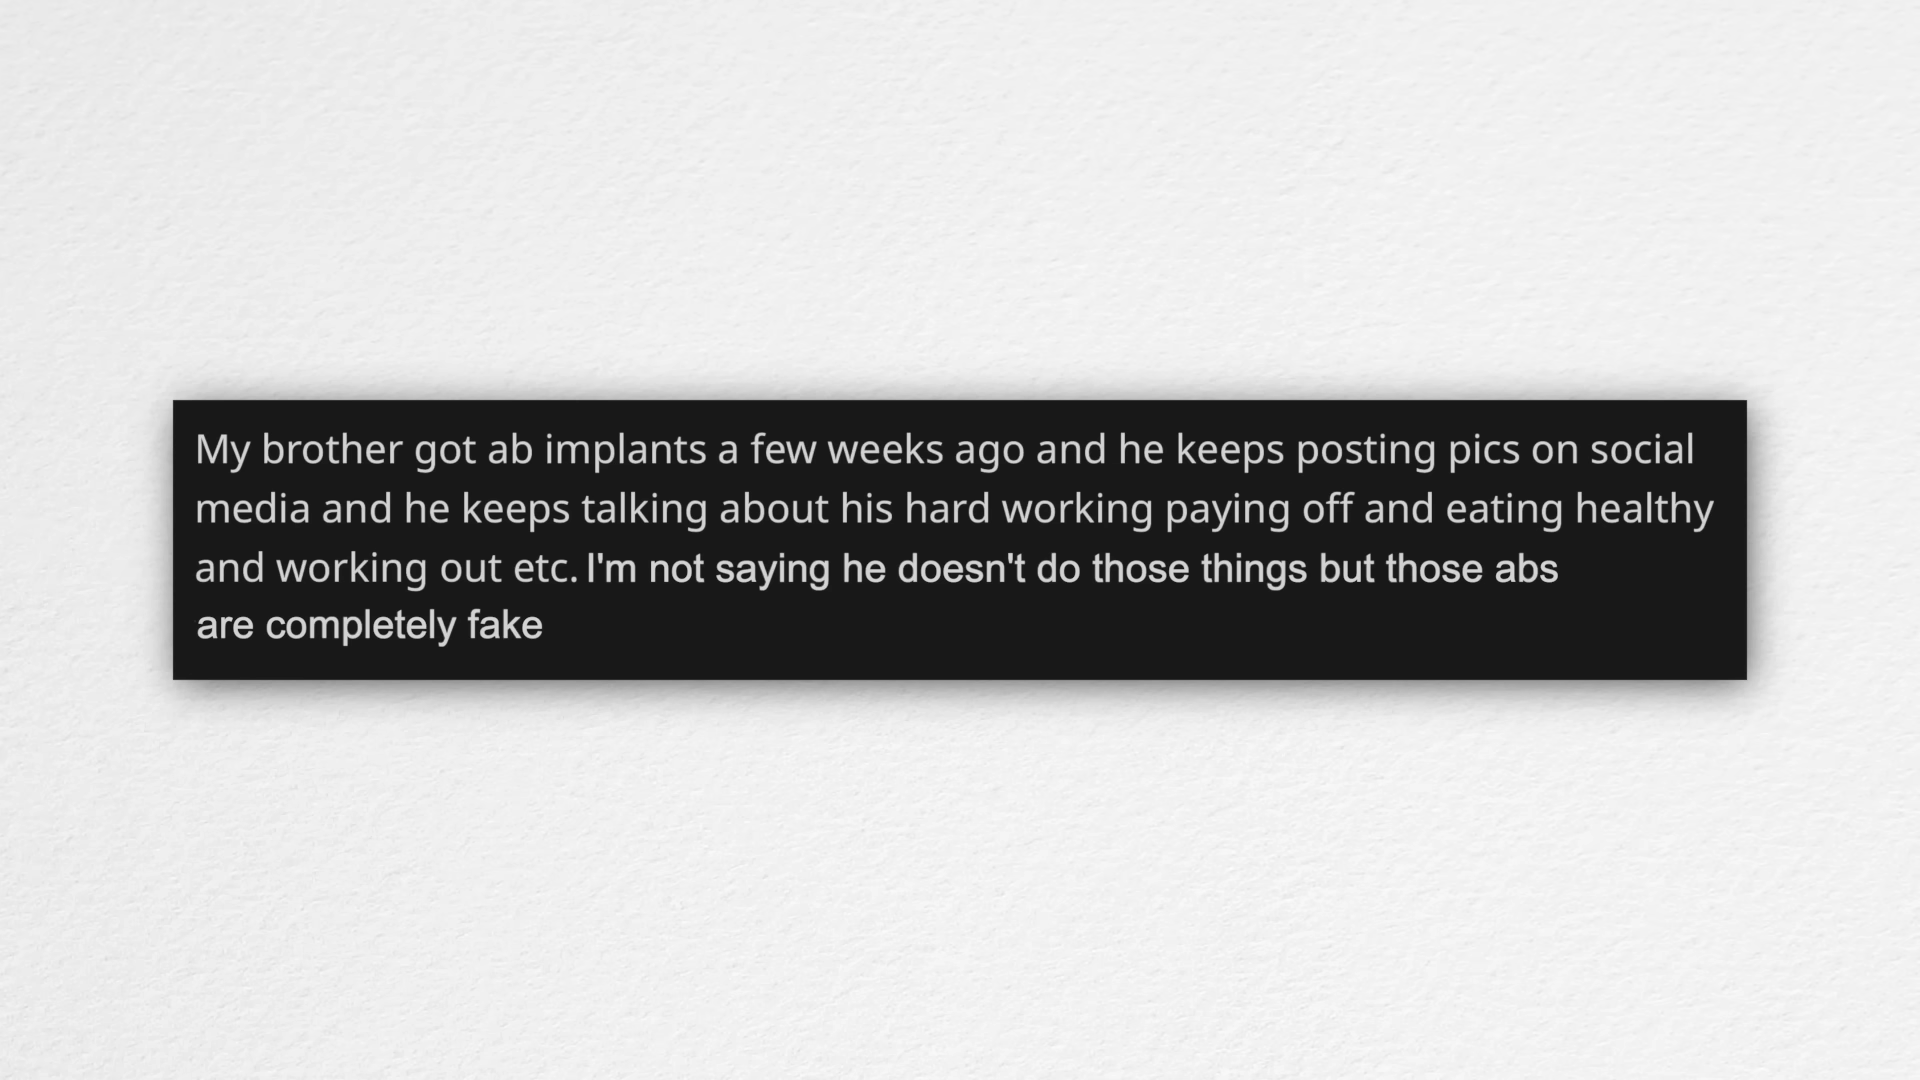 My brother got ab implants a few weeks ago and he keeps posting pics on social
media and he keeps talking about his hard working paying off and eating healthy
and working out etc. I'm not saying he doesn't do those things but those abs
are completely fake